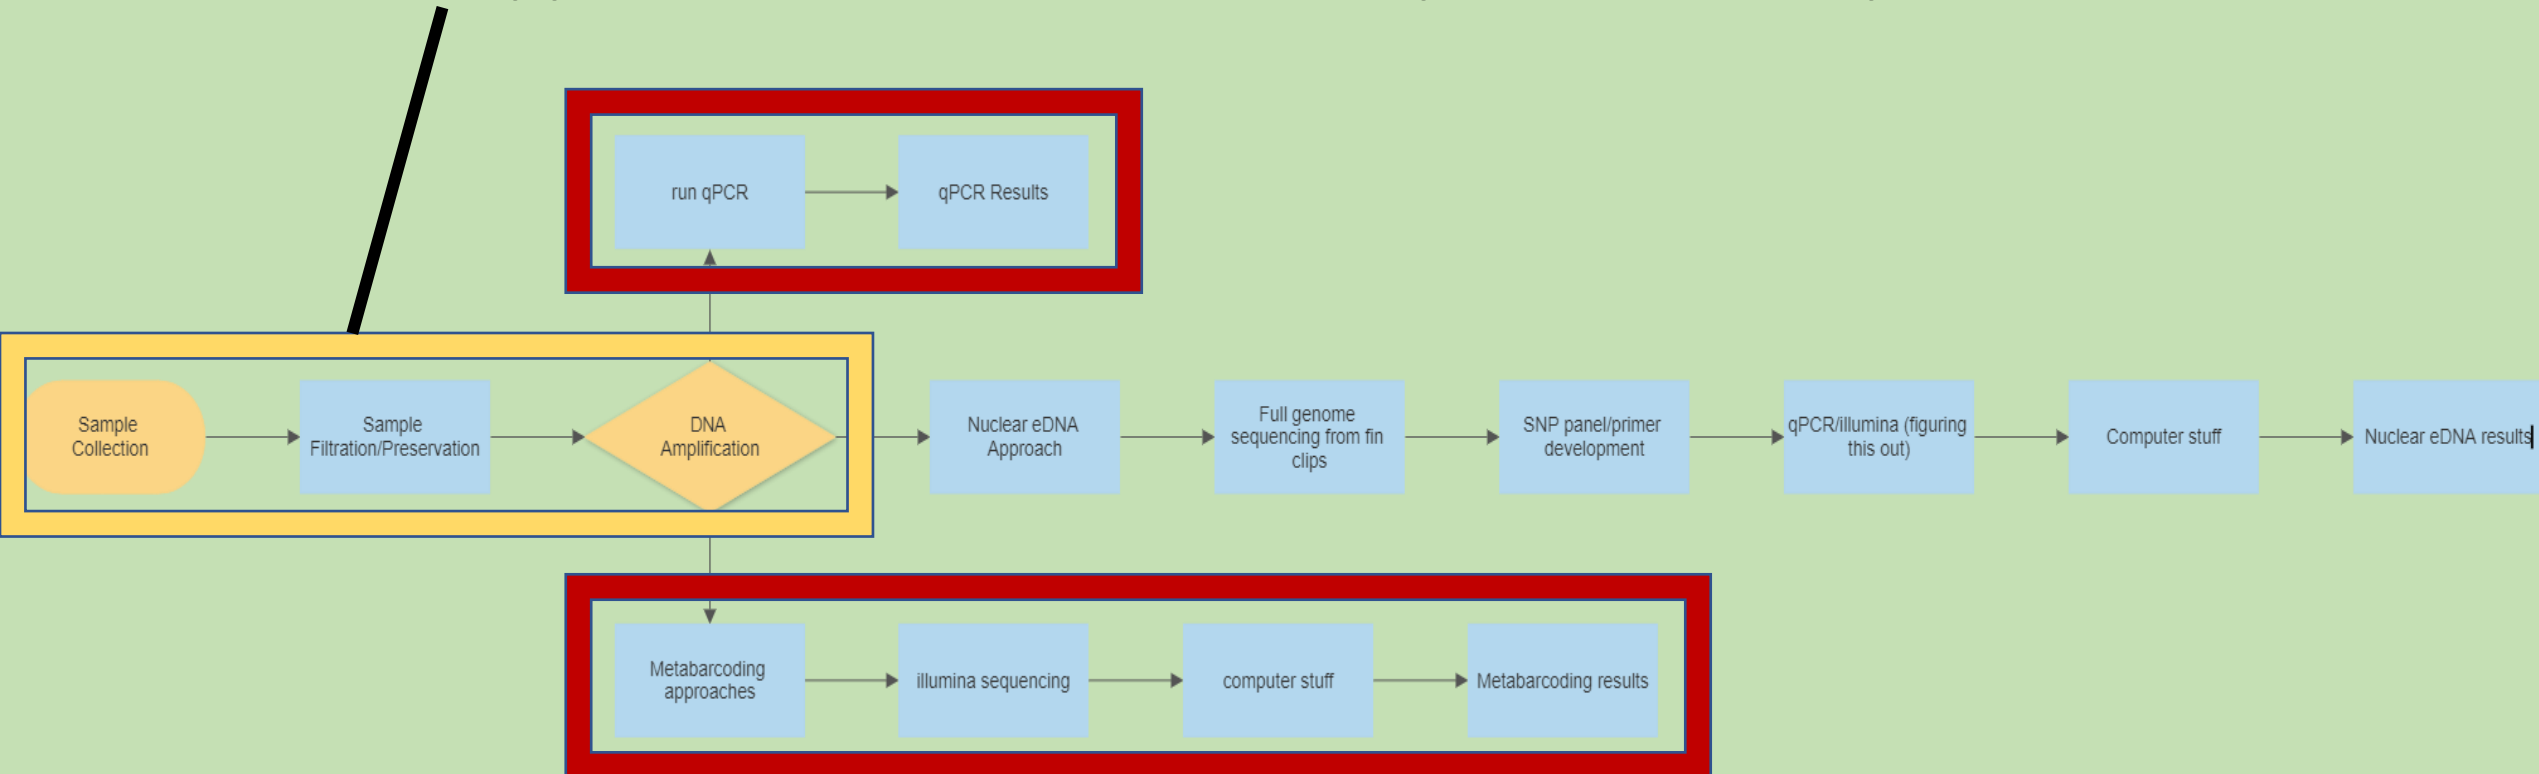 run qPCR
qPCR Results
Sample
Collection
Sample
Filtration/Preservation
DNA
Amplification
Nuclear eDNA
Approach
Full genome
sequencing from fin
clips
SNP panel/primer
development
qPCR/illumina (figuring
this out)
Computer stuff
Nuclear eDNA results
Metabarcoding
approaches
illumina sequencing
computer stuff
Metabarcoding results